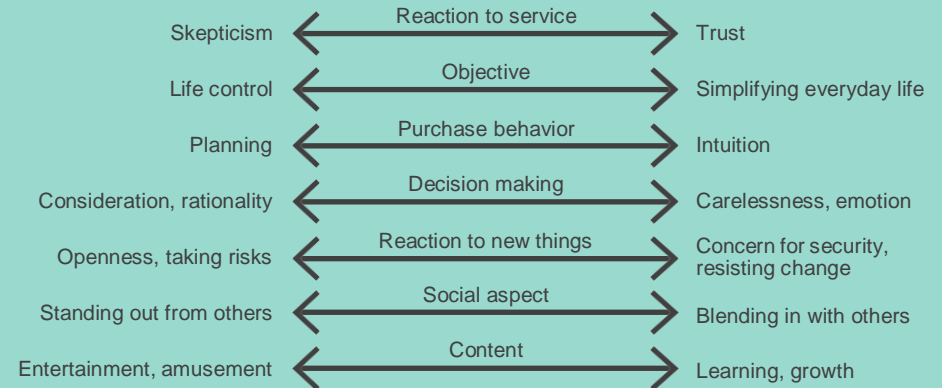 Reaction to service
Skepticism
Trust
Objective
Life control
Simplifying everyday life
Purchase behavior
Planning
Intuition
Decision making
Consideration, rationality
Carelessness, emotion
Reaction to new things
Openness, taking risks
Concern for security,
resisting change
Social aspect
Standing out from others
Blending in with others
Content
Entertainment, amusement
Learning, growth